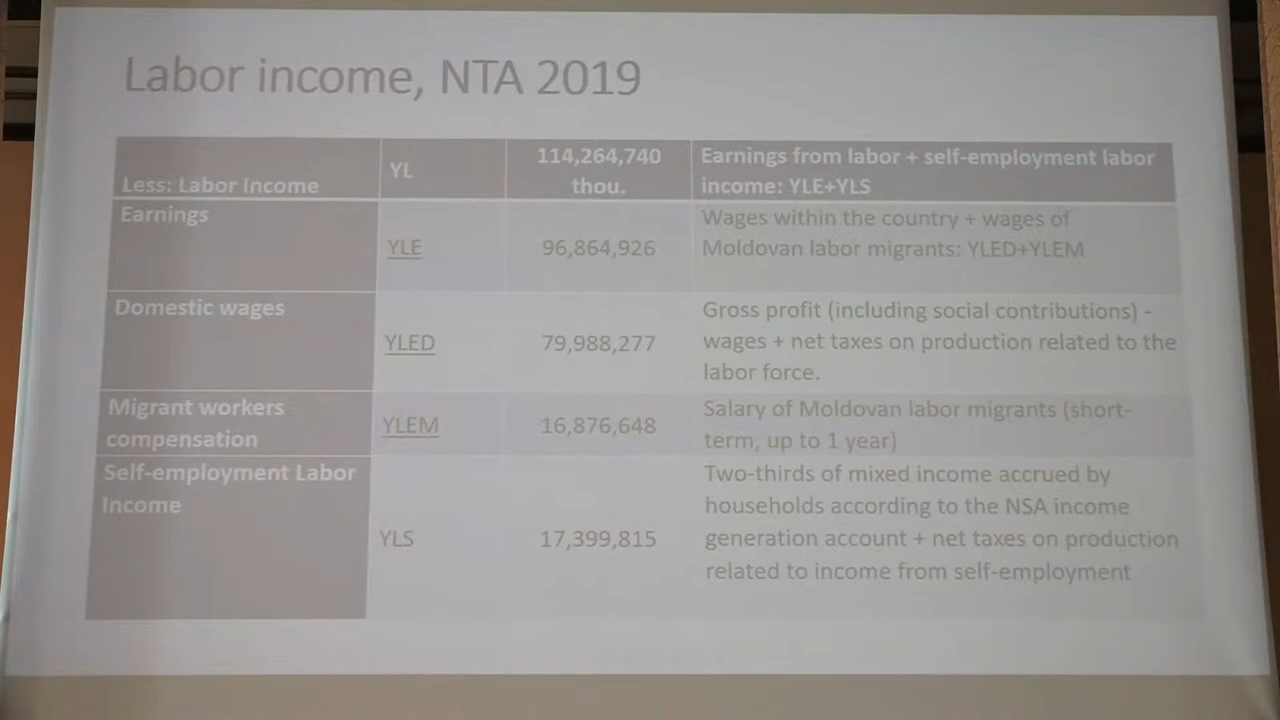 Labor income, NTA 2019
Less: Labor Income
YL
114,264,740
thou.
Earnings from labor + self-employment labor
income: YLE+YLS
Earnings
YLE
96,864,926
Wages within the country + wages of
Moldovan labor migrants: YLED+YLEM
Domestic wages
YLED
79,988,277
Gross profit (including social contributions) -
wages + net taxes on production related to the
labor force.
Migrant workers
compensation
YLEM
16,876,648
Salary of Moldovan labor migrants (short-
term, up to 1 year)
Self-employment Labor
Income
YLS
17,399,815
Two-thirds of mixed income accrued by
households according to the NSA income
generation account + net taxes on production
related to income from self-employment